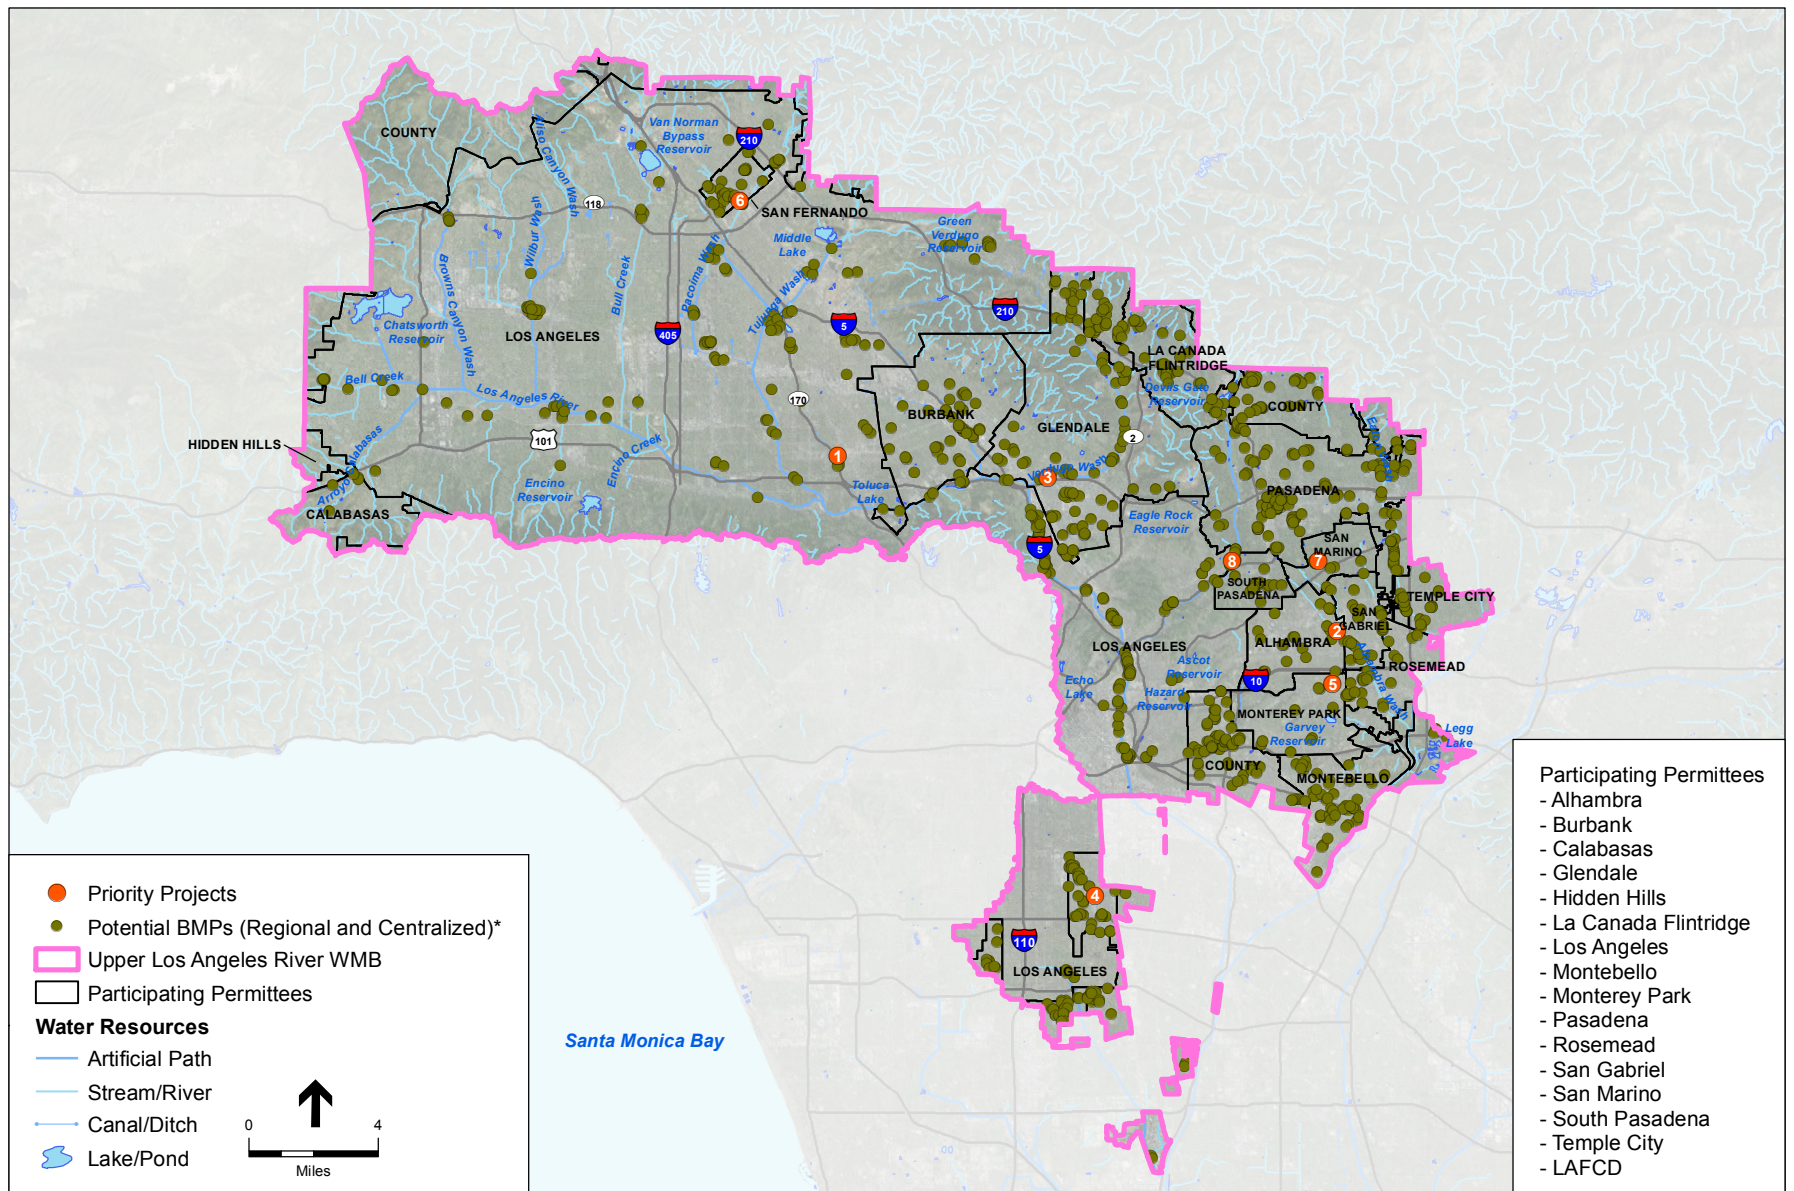 COUNTY
Van Norman
Bypass
Reservoir
210
Aliso Canyon Wash
118
6
SAN FERNANDO
Wilbur Wash
Middle
Lake
Green
Verdugo
Reservoir
Browns Canyon Wash
Bull Creek
Pacoima Wash
Tujunga Wash
Chatsworth
Reservoir
LOS ANGELES
405
5
210
LA CANADA
FLINTRIDGE
Bell Creek
Los Angeles River
170
BURBANK
Devils Gate
Reservoir
COUNTY
GLENDALE
2
HIDDEN HILLS
101
Arroyo Calabasas
Encino Creek
1
Verdugo Wash
3
Eaton Wash
Encino
Reservoir
Toluca
Lake
PASADENA
CALABASAS
Eagle Rock
Reservoir
5
SAN
MARINO
8
7
SOUTH
PASADENA
TEMPLE CITY
SAN
GABRIEL
2
LOS ANGELES
ALHAMBRA
Ascot
Reservoir
Alhambra Wash
ROSEMEAD
Echo
Lake
10
5
Hazard
Reservoir
MONTEREY PARK
Garvey
Reservoir
Legg
Lake
COUNTY
MONTEBELLO
4
110
LOS ANGELES
Santa Monica Bay
Priority Projects
Potential BMPs (Regional and Centralized)*
Upper Los Angeles River WMB
Participating Permittees
Water Resources
Artificial Path
Stream/River
Canal/Ditch
Lake/Pond
0 4
Miles
Participating Permittees
- Alhambra
- Burbank
- Calabasas
- Glendale
- Hidden Hills
- La Canada Flintridge
- Los Angeles
- Montebello
- Monterey Park
- Pasadena
- Rosemead
- San Gabriel
- San Marino
- South Pasadena
- Temple City
- LAFCD